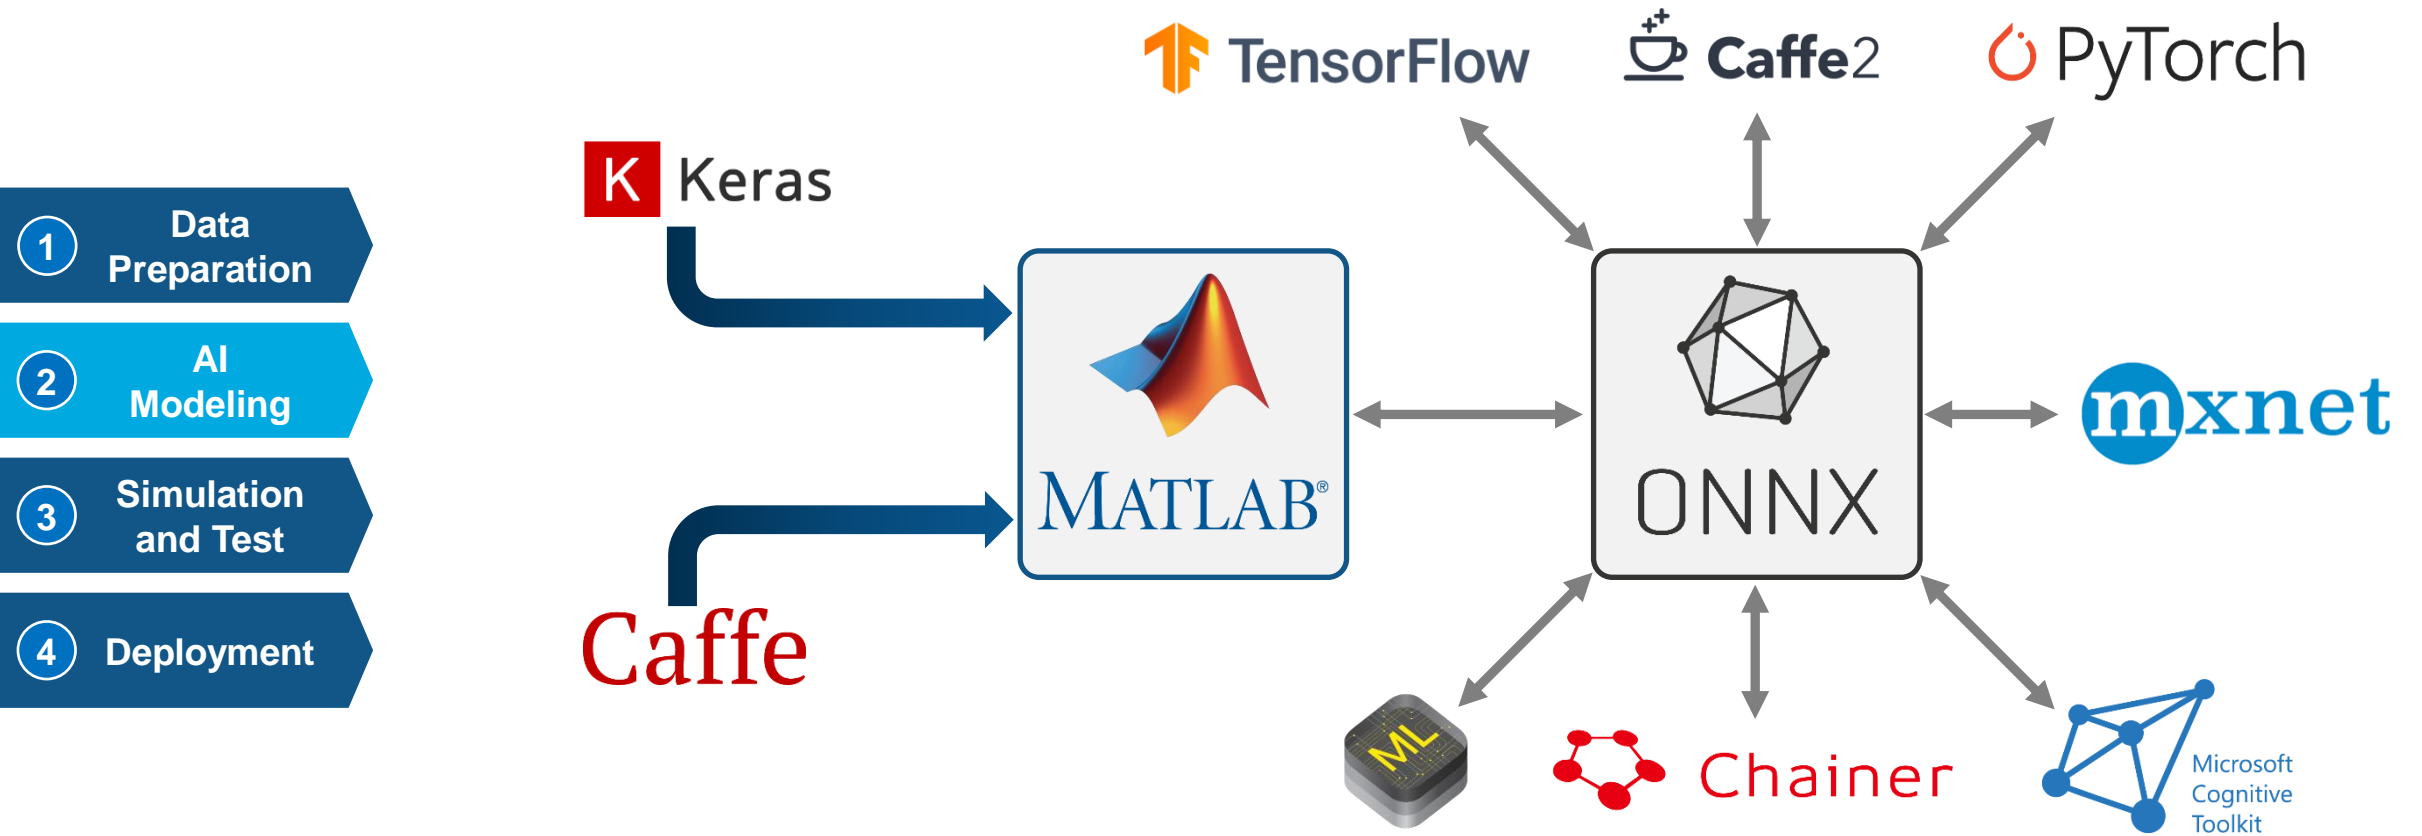 1
Data
Preparation
2
AI
Modeling
3
Simulation
and Test
4
Deployment
K Keras
Caffe
MATLAB®
TensorFlow
Caffe2
PyTorch
ONNX
mxnet
ML
Chainer
Microsoft
Cognitive
Toolkit